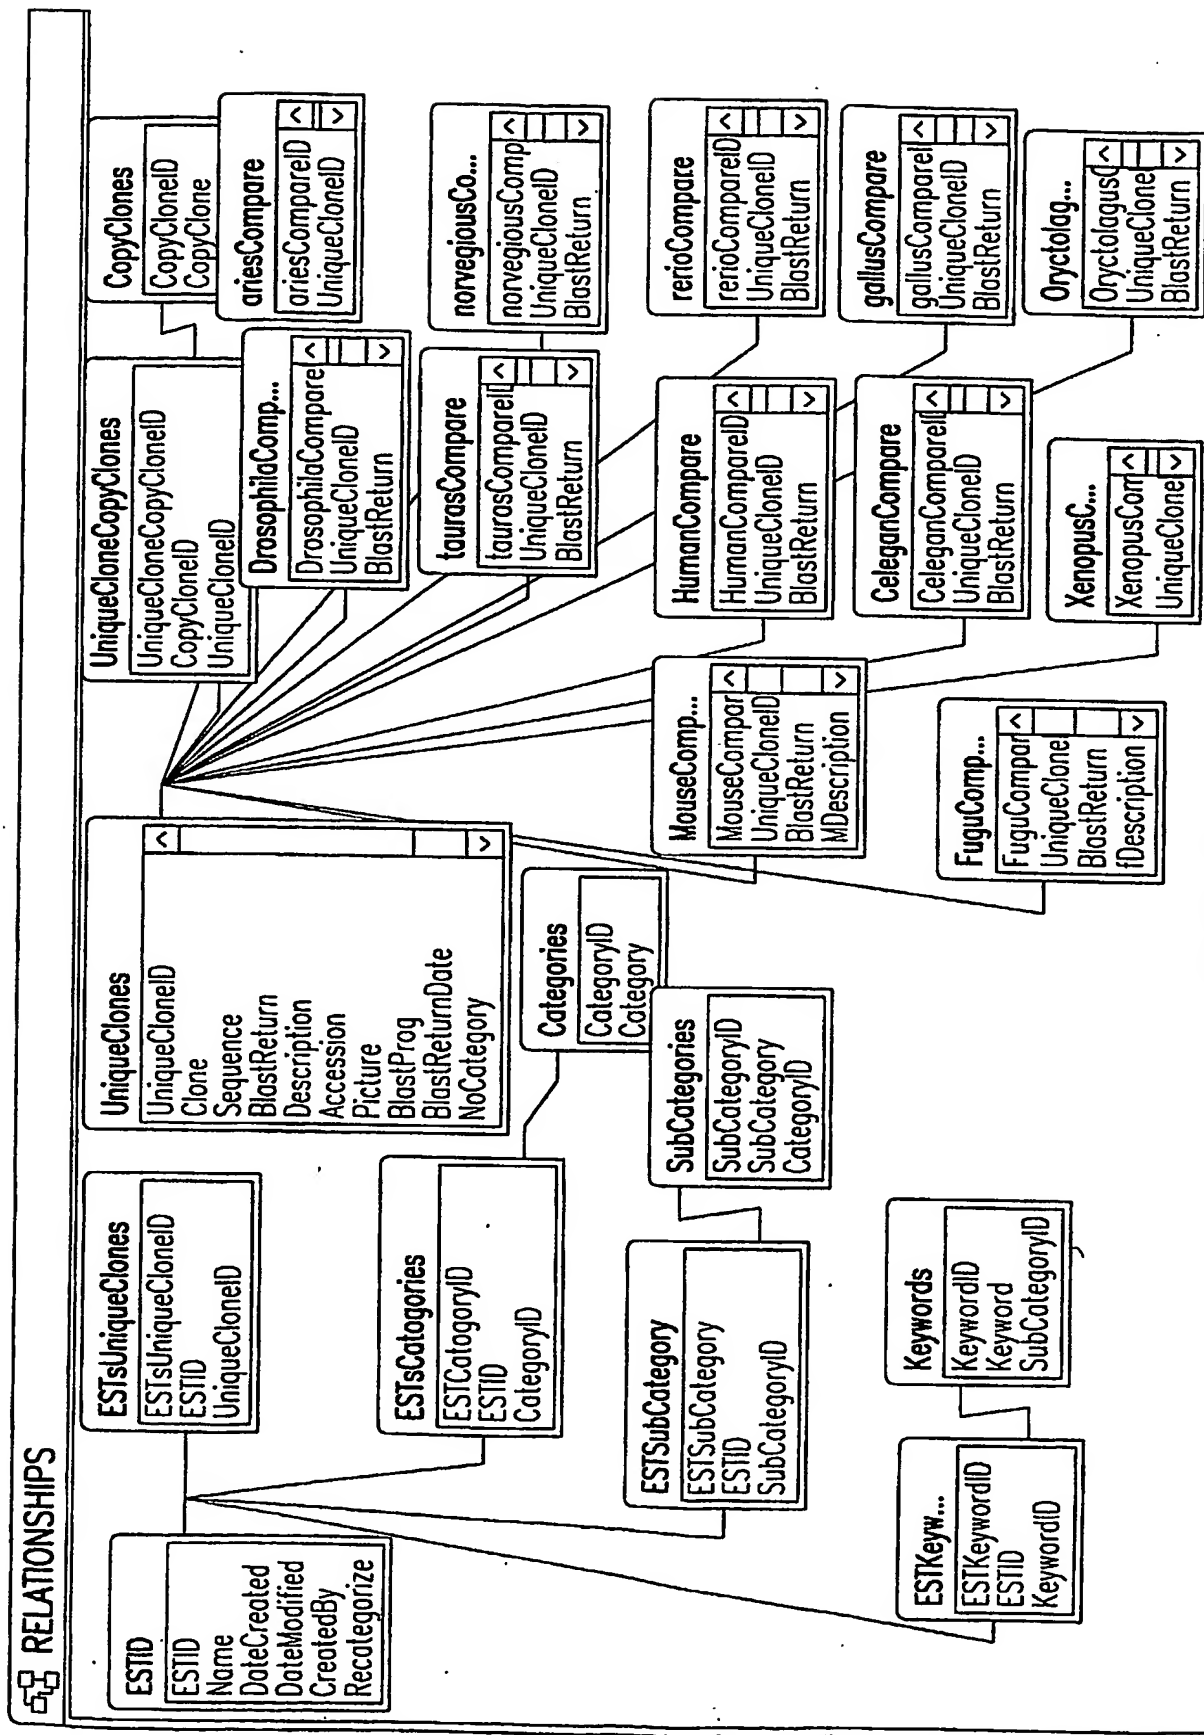 RELATIONSHIPS
ESTID
ESTID
Name
DateCreated
DateModified
CreatedBy
Recategorize
ESTsUniqueClones
ESTsUniqueCloneID
ESTID
UniqueCloneID
UniqueClones
UniqueCloneID
Clone
Sequence
BlastReturn
Description
Accession
Picture
BlastProg
BlastReturnDate
NoCategory
UniqueCloneCopyClones
UniqueCloneCopyCloneID
CopyCloneID
UniqueCloneID
CopyClones
CopyCloneID
CopyClone
ariesCompare
ariesCompareID
UniqueCloneID
DrosophilaComp...
DrosophilaCompare
UniqueCloneID
BlastReturn
ESTsCatogories
ESTCatogoryID
ESTID
CategoryID
Categories
CategoryID
Category
taurasCompare
taurasCompareID
UniqueCloneID
BlastReturn
norvegiousCo...
norvegiousComp
UniqueCloneID
BlastReturn
ESTSubCategory
ESTSubCategory
ESTID
SubCategoryID
SubCategories
SubCategoryID
SubCategory
CategoryID
MouseComp...
MouseCompar
UniqueCloneID
BlastReturn
MDescription
HumanCompare
HumanCompareID
UniqueCloneID
BlastReturn
rerioCompare
rerioCompareID
UniqueCloneID
BlastReturn
CeleganCompare
CeleganCompareID
UniqueCloneID
BlastReturn
gallusCompare
gallusCompareID
UniqueCloneID
BlastReturn
ESTKeyw...
ESTKeywordID
ESTID
KeywordID
Keywords
KeywordID
Keyword
SubCategoryID
FuguComp...
FuguCompar
UniqueClone
BlastReturn
fDescription
XenopusC...
XenopusCom
UniqueClone
Oryctolag...
OryctolagusC
UniqueClone
BlastReturn